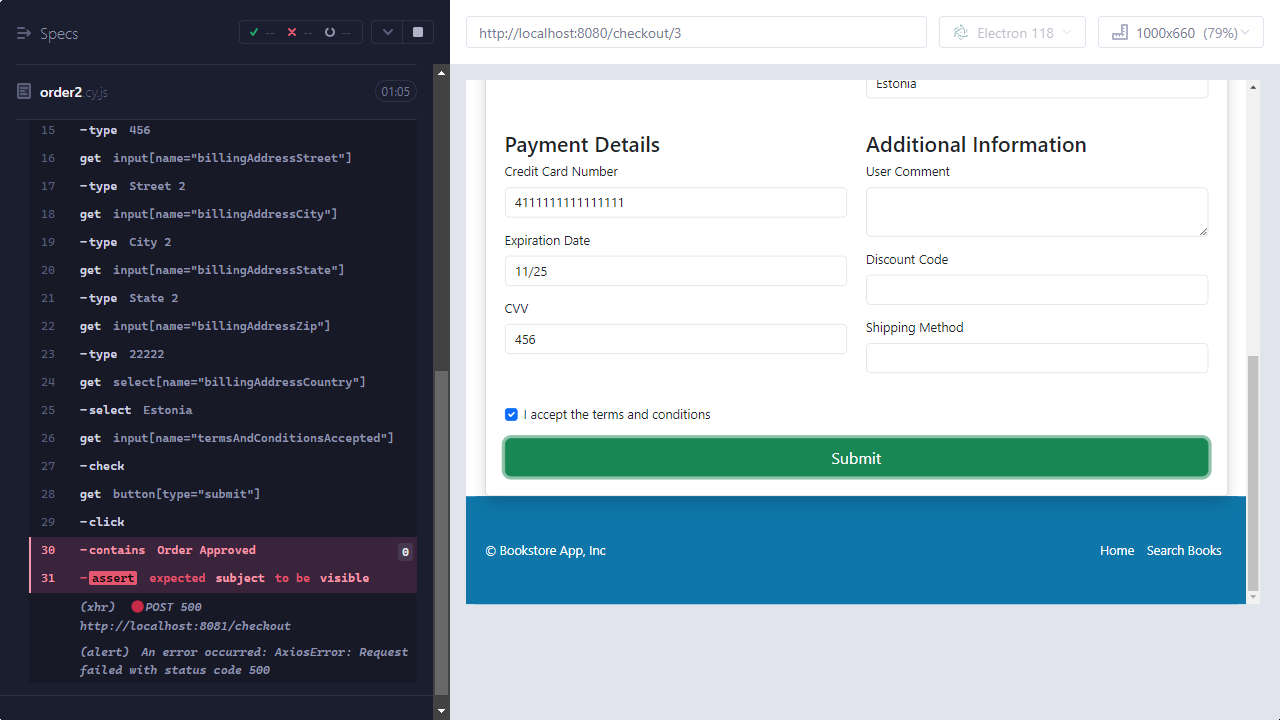 Specs
--
--
--
order2.cy.js
01:05
15 -type 456
16 get input[name="billingAddressStreet"]
17 -type Street 2
18 get input[name="billingAddressCity"]
19 -type City 2
20 get input[name="billingAddressState"]
21 -type State 2
22 get input[name="billingAddressZip"]
23 -type 22222
24 get select[name="billingAddressCountry"]
25 -select Estonia
26 get input[name="termsAndConditionsAccepted"]
27 -check
28 get button[type="submit"]
29 -click
30 -contains Order Approved 0
31 -assert expected subject to be visible
(xhr) POST 500
http://localhost:8081/checkout
(alert) An error occurred: AxiosError: Request
failed with status code 500
http://localhost:8080/checkout/3
Electron 118
1000x660 (79%)
Estonia
Payment Details
Credit Card Number
4111111111111111
Expiration Date
11/25
CVV
456
Additional Information
User Comment
Discount Code
Shipping Method
I accept the terms and conditions
Submit
© Bookstore App, Inc
Home Search Books